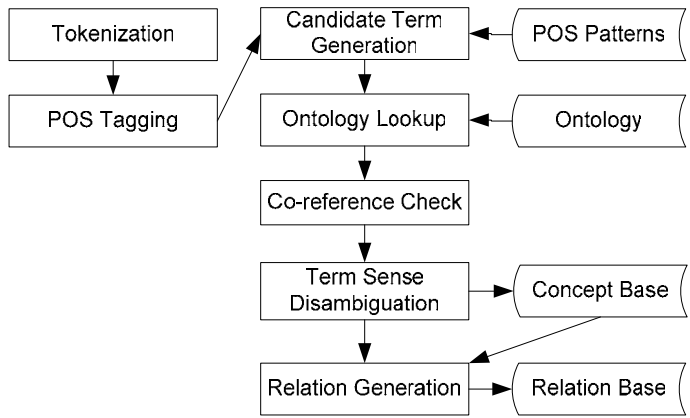 Tokenization
POS Tagging
Candidate Term
Generation
POS Patterns
Ontology Lookup
Ontology
Co-reference Check
Term Sense
Disambiguation
Concept Base
Relation Generation
Relation Base